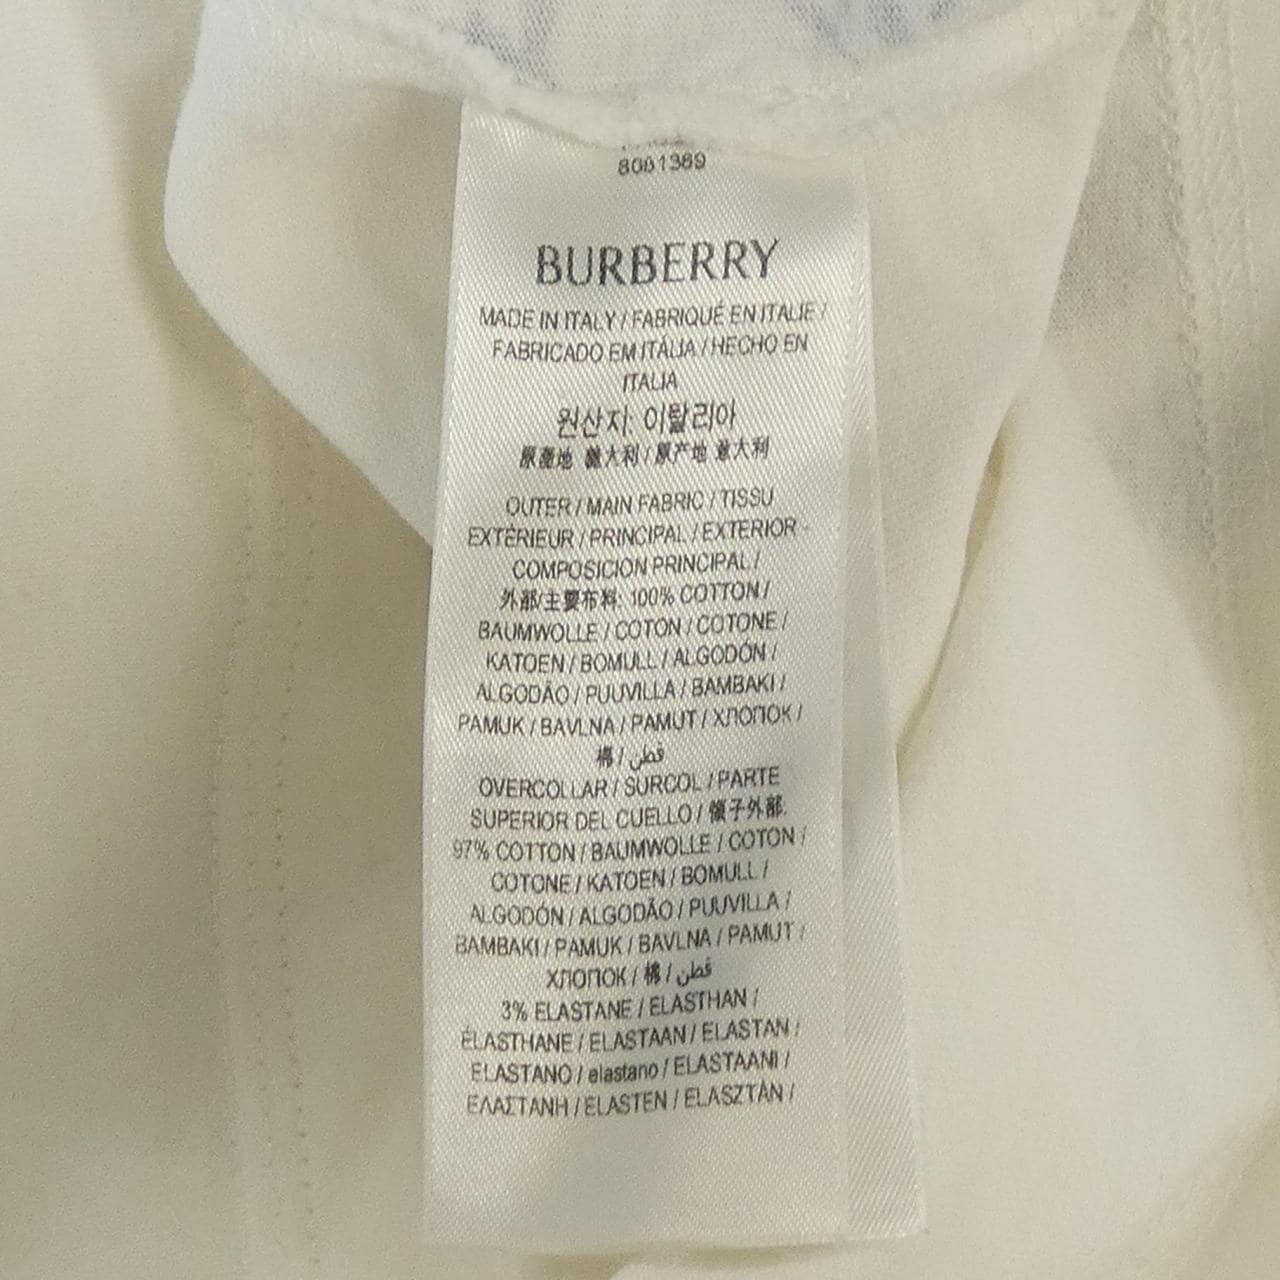 8081389
BURBERRY
MADE IN ITALY / FABRIQUÉ EN ITALIE /
FABRICADO EM ITÁLIA / HECHO EN
ITALIA
원산지: 이탈리아
原產地 義大利 / 原产地 意大利
OUTER / MAIN FABRIC / TISSU
EXTÉRIEUR / PRINCIPAL / EXTERIOR -
COMPOSICION PRINCIPAL /
外部/主要布料: 100% COTTON /
BAUMWOLLE / COTON / COTONE /
KATOEN / BOMULL / ALGODÓN /
ALGODÃO / PUUVILLA / BAMBAKI /
PAMUK / BAVLNA / PAMUT / ХЛОПОК /
棉 / قطن
OVERCOLLAR / SURCOL / PARTE
SUPERIOR DEL CUELLO / 領子外部:
97% COTTON / BAUMWOLLE / COTON /
COTONE / KATOEN / BOMULL /
ALGODÓN / ALGODÃO / PUUVILLA /
BAMBAKI / PAMUK / BAVLNA / PAMUT /
ХЛОПОК / 棉 / قطن
3% ELASTANE / ELASTHAN /
ÉLASTHANE / ELASTAAN / ELASTAN /
ELASTANO / elastano / ELASTAANI /
ΕΛΑΣΤΑΝΗ / ELASTEN / ELASZTÁN /